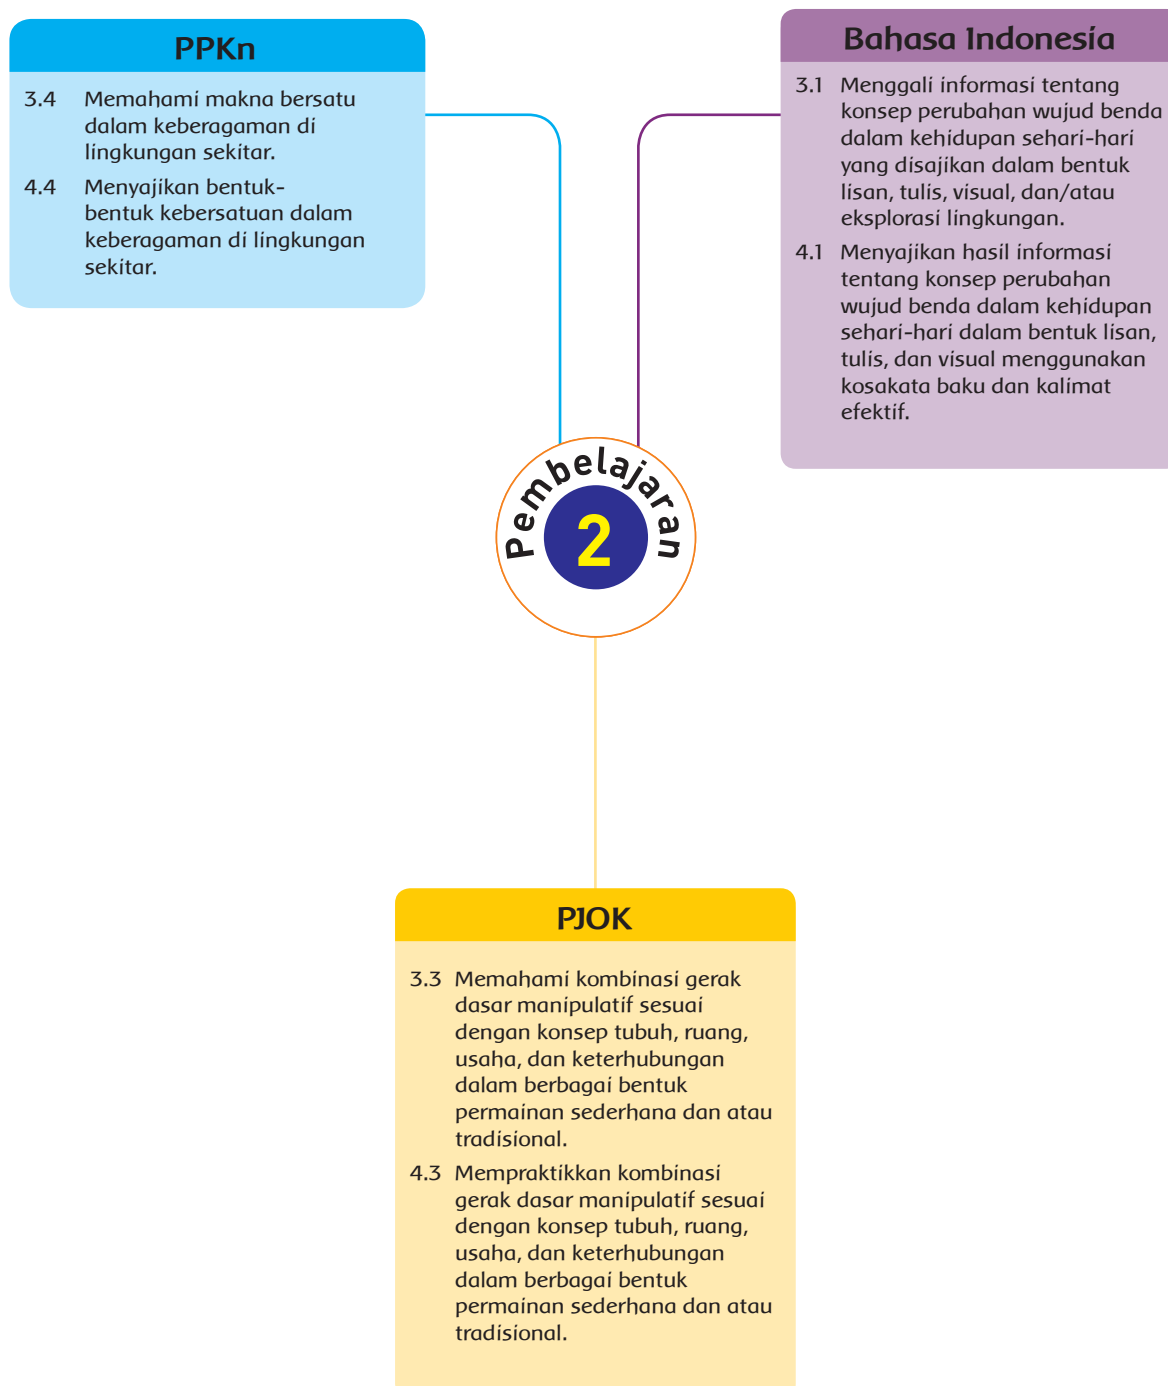 PPKn
3.4 Memahami makna bersatu
dalam keberagaman di
lingkungan sekitar.
4.4 Menyajikan bentuk-
bentuk kebersatuan dalam
keberagaman di lingkungan
sekitar.
Bahasa Indonesia
3.1 Menggali informasi tentang
konsep perubahan wujud benda
dalam kehidupan sehari-hari
yang disajikan dalam bentuk
lisan, tulis, visual, dan/atau
eksplorasi lingkungan.
4.1 Menyajikan hasil informasi
tentang konsep perubahan
wujud benda dalam kehidupan
sehari-hari dalam bentuk lisan,
tulis, dan visual menggunakan
kosakata baku dan kalimat
efektif.
Pembelajaran
2
PJOK
3.3 Memahami kombinasi gerak
dasar manipulatif sesuai
dengan konsep tubuh, ruang,
usaha, dan keterhubungan
dalam berbagai bentuk
permainan sederhana dan atau
tradisional.
4.3 Mempraktikkan kombinasi
gerak dasar manipulatif sesuai
dengan konsep tubuh, ruang,
usaha, dan keterhubungan
dalam berbagai bentuk
permainan sederhana dan atau
tradisional.